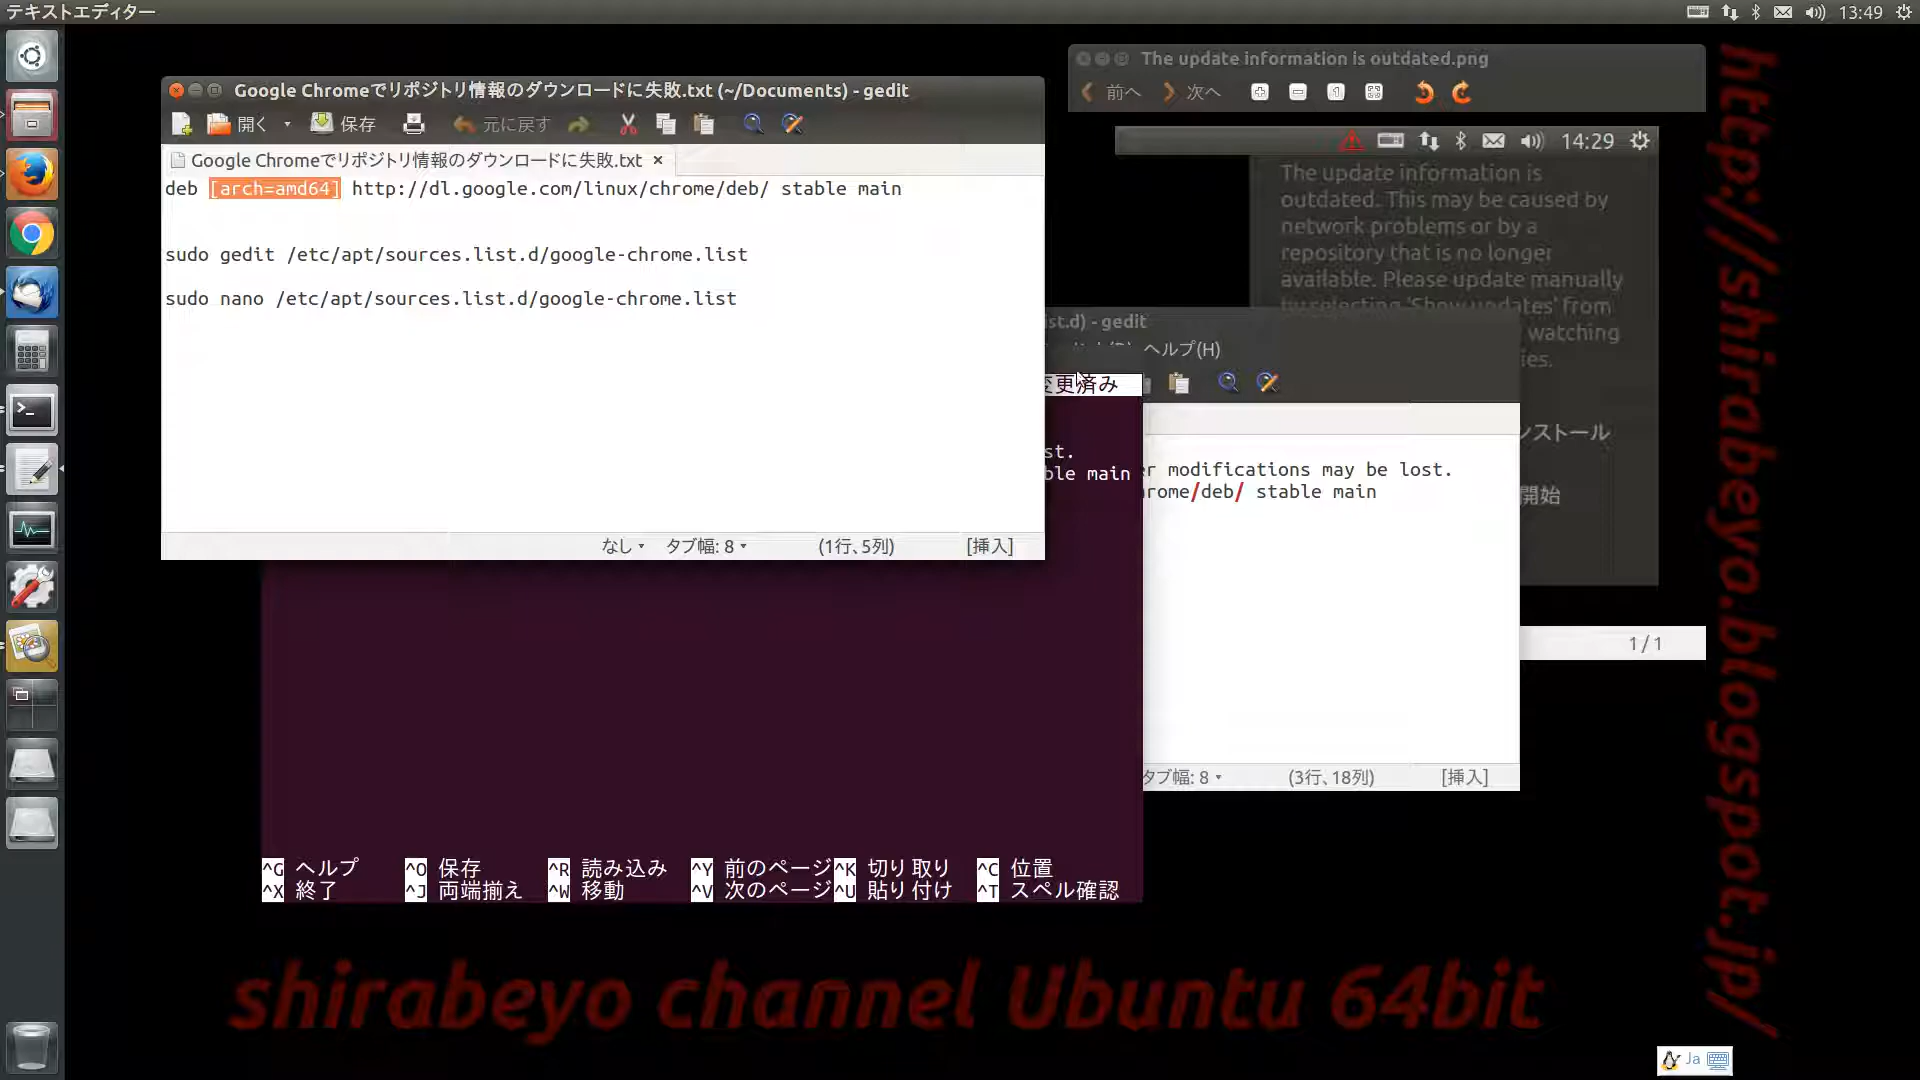 テキストエディター
13:49
Google Chromeでリポジトリ情報のダウンロードに失敗.txt (~/Documents) - gedit
開く 保存 元に戻す
Google Chromeでリポジトリ情報のダウンロードに失敗.txt ×
deb [arch=amd64] http://dl.google.com/linux/chrome/deb/ stable main
sudo gedit /etc/apt/sources.list.d/google-chrome.list
sudo nano /etc/apt/sources.list.d/google-chrome.list
なし タブ幅: 8 (1行、5列) [挿入]
The update information is outdated.png
前へ 次へ
14:29
The update information is
outdated. This may be caused by
network problems or by a
repository that is no longer
available. Please update manually
by selecting 'Show updates' from
watching
ies.
ンストール
開始
1 / 1
ist.d) - gedit
ヘルプ(H)
er modifications may be lost.
hrome/deb/ stable main
タブ幅: 8 (3行、18列) [挿入]
変更済み
st.
ble main
^G ヘルプ ^O 保存 ^R 読み込み ^Y 前のページ ^K 切り取り ^C 位置
^X 終了 ^J 両端揃え ^W 移動 ^V 次のページ ^U 貼り付け ^T スペル確認
http://shirabeyo.blogspot.jp/
shirabeyo channel Ubuntu 64bit
Ja